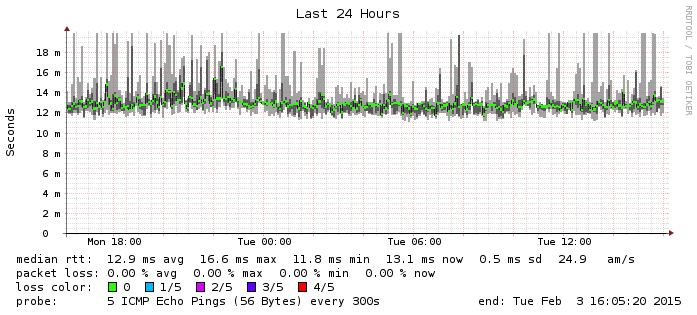 Last 24 Hours
RRDTOOL / TOBI OETIKER
Seconds
18 m
16 m
14 m
12 m
10 m
8 m
6 m
4 m
2 m
0
Mon 18:00 Tue 00:00 Tue 06:00 Tue 12:00
median rtt: 12.9 ms avg 16.6 ms max 11.8 ms min 13.1 ms now 0.5 ms sd 24.9 am/s
packet loss: 0.00 % avg 0.00 % max 0.00 % min 0.00 % now
loss color: 0 1/5 2/5 3/5 4/5
probe: 5 ICMP Echo Pings (56 Bytes) every 300s end: Tue Feb 3 16:05:20 2015